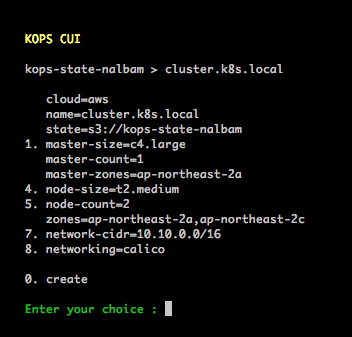 KOPS CUI
kops-state-nalbam > cluster.k8s.local
cloud=aws
name=cluster.k8s.local
state=s3://kops-state-nalbam
1. master-size=c4.large
master-count=1
master-zones=ap-northeast-2a
4. node-size=t2.medium
5. node-count=2
zones=ap-northeast-2a,ap-northeast-2c
7. network-cidr=10.10.0.0/16
8. networking=calico
0. create
Enter your choice :